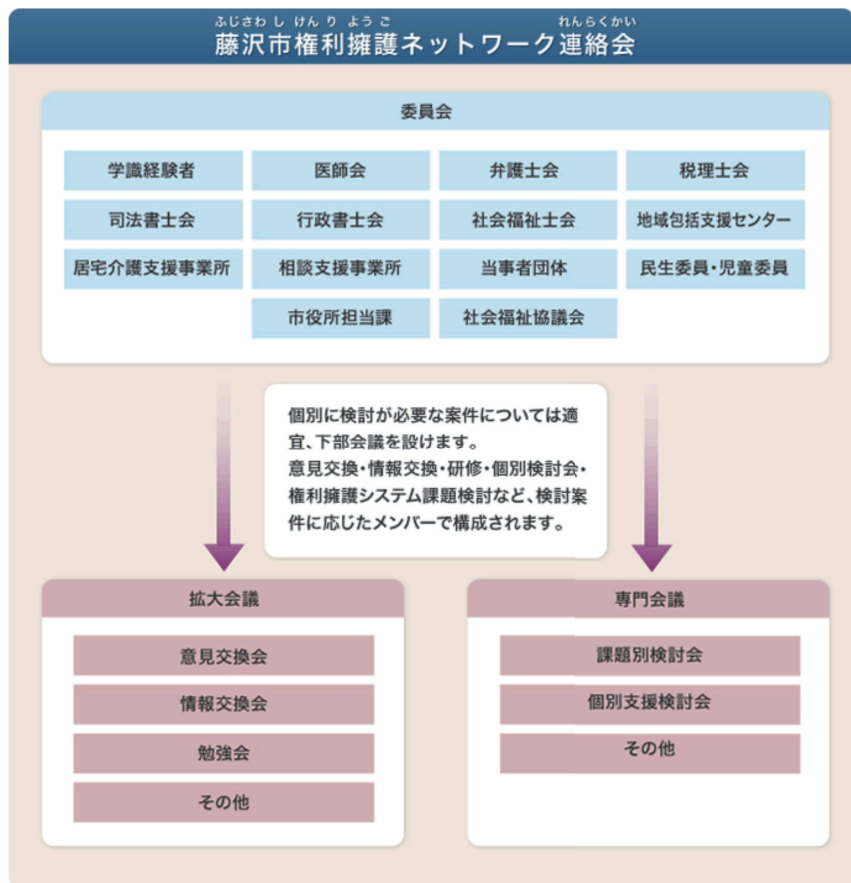 ふじさわ し けん り よう ご れんらくかい
藤沢市権利擁護ネットワーク連絡会
委員会
学識経験者
医師会
弁護士会
税理士会
司法書士会
行政書士会
社会福祉士会
地域包括支援センター
居宅介護支援事業所
相談支援事業所
当事者団体
民生委員・児童委員
市役所担当課
社会福祉協議会
個別に検討が必要な案件については適
宜、下部会議を設けます。
意見交換・情報交換・研修・個別検討会・
権利擁護システム課題検討など、検討案
件に応じたメンバーで構成されます。
拡大会議
意見交換会
情報交換会
勉強会
その他
専門会議
課題別検討会
個別支援検討会
その他